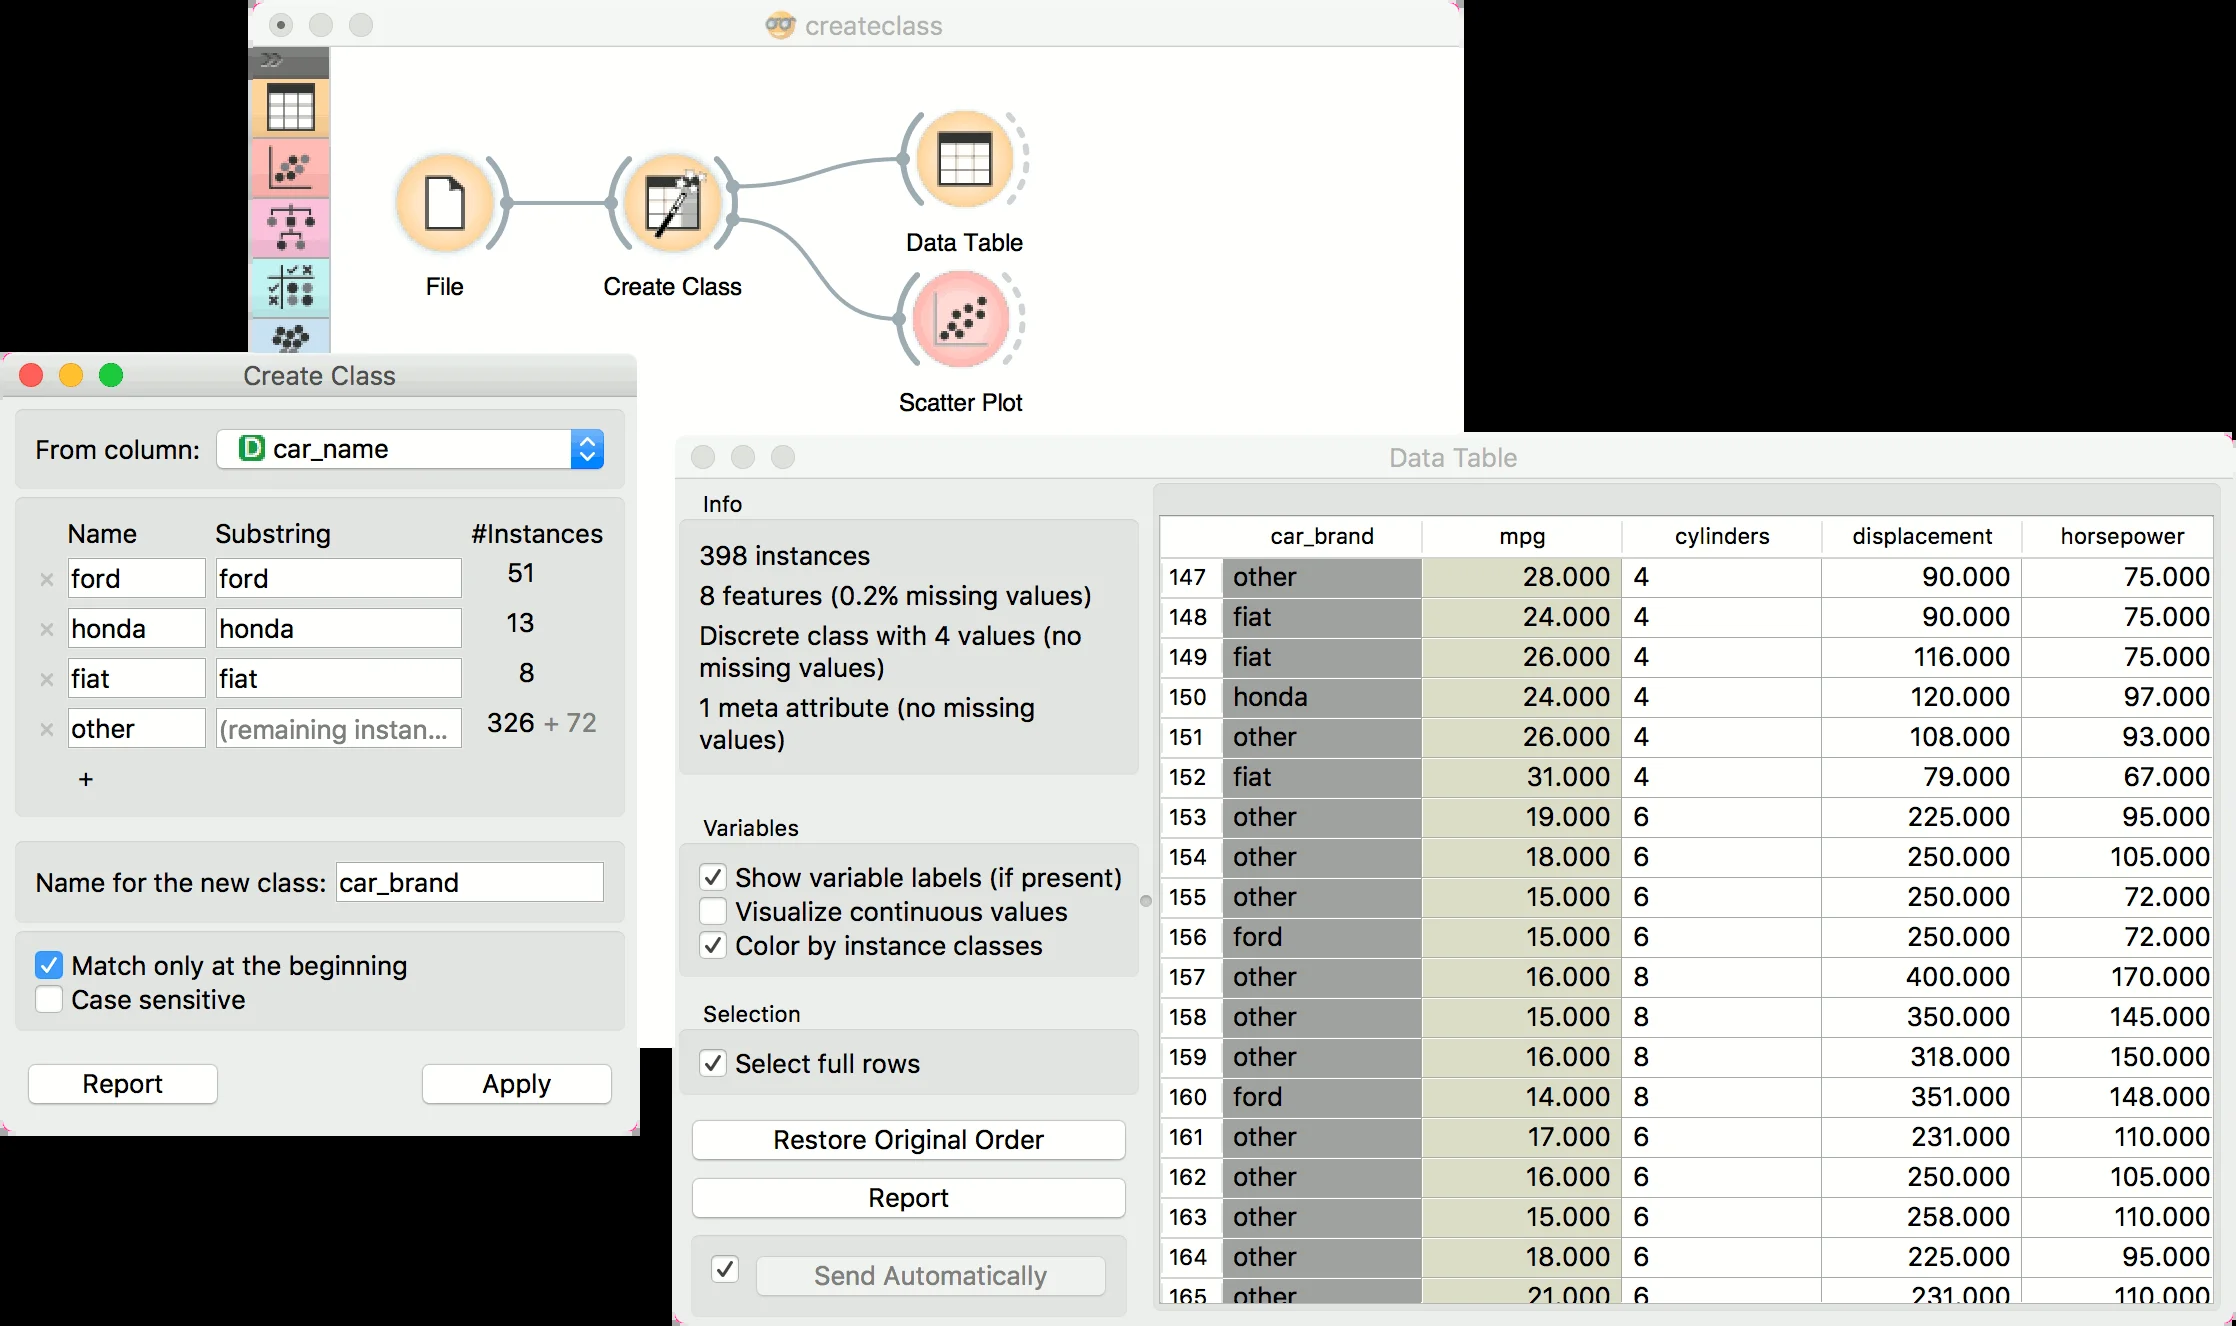 createclass
File
Create Class
Data Table
Scatter Plot
Create Class
From column: D car_name
Name Substring #Instances
× ford ford 51
× honda honda 13
× fiat fiat 8
× other (remaining instan... 326 + 72
+
Name for the new class: car_brand
Match only at the beginning
Case sensitive
Report Apply
Data Table
Info
398 instances
8 features (0.2% missing values)
Discrete class with 4 values (no
missing values)
1 meta attribute (no missing
values)
Variables
Show variable labels (if present)
Visualize continuous values
Color by instance classes
Selection
Select full rows
Restore Original Order
Report
Send Automatically
car_brand mpg cylinders displacement horsepower
147 other 28.000 4 90.000 75.000
148 fiat 24.000 4 90.000 75.000
149 fiat 26.000 4 116.000 75.000
150 honda 24.000 4 120.000 97.000
151 other 26.000 4 108.000 93.000
152 fiat 31.000 4 79.000 67.000
153 other 19.000 6 225.000 95.000
154 other 18.000 6 250.000 105.000
155 other 15.000 6 250.000 72.000
156 ford 15.000 6 250.000 72.000
157 other 16.000 8 400.000 170.000
158 other 15.000 8 350.000 145.000
159 other 16.000 8 318.000 150.000
160 ford 14.000 8 351.000 148.000
161 other 17.000 6 231.000 110.000
162 other 16.000 6 250.000 105.000
163 other 15.000 6 258.000 110.000
164 other 18.000 6 225.000 95.000
165 other 21.000 6 231.000 110.000